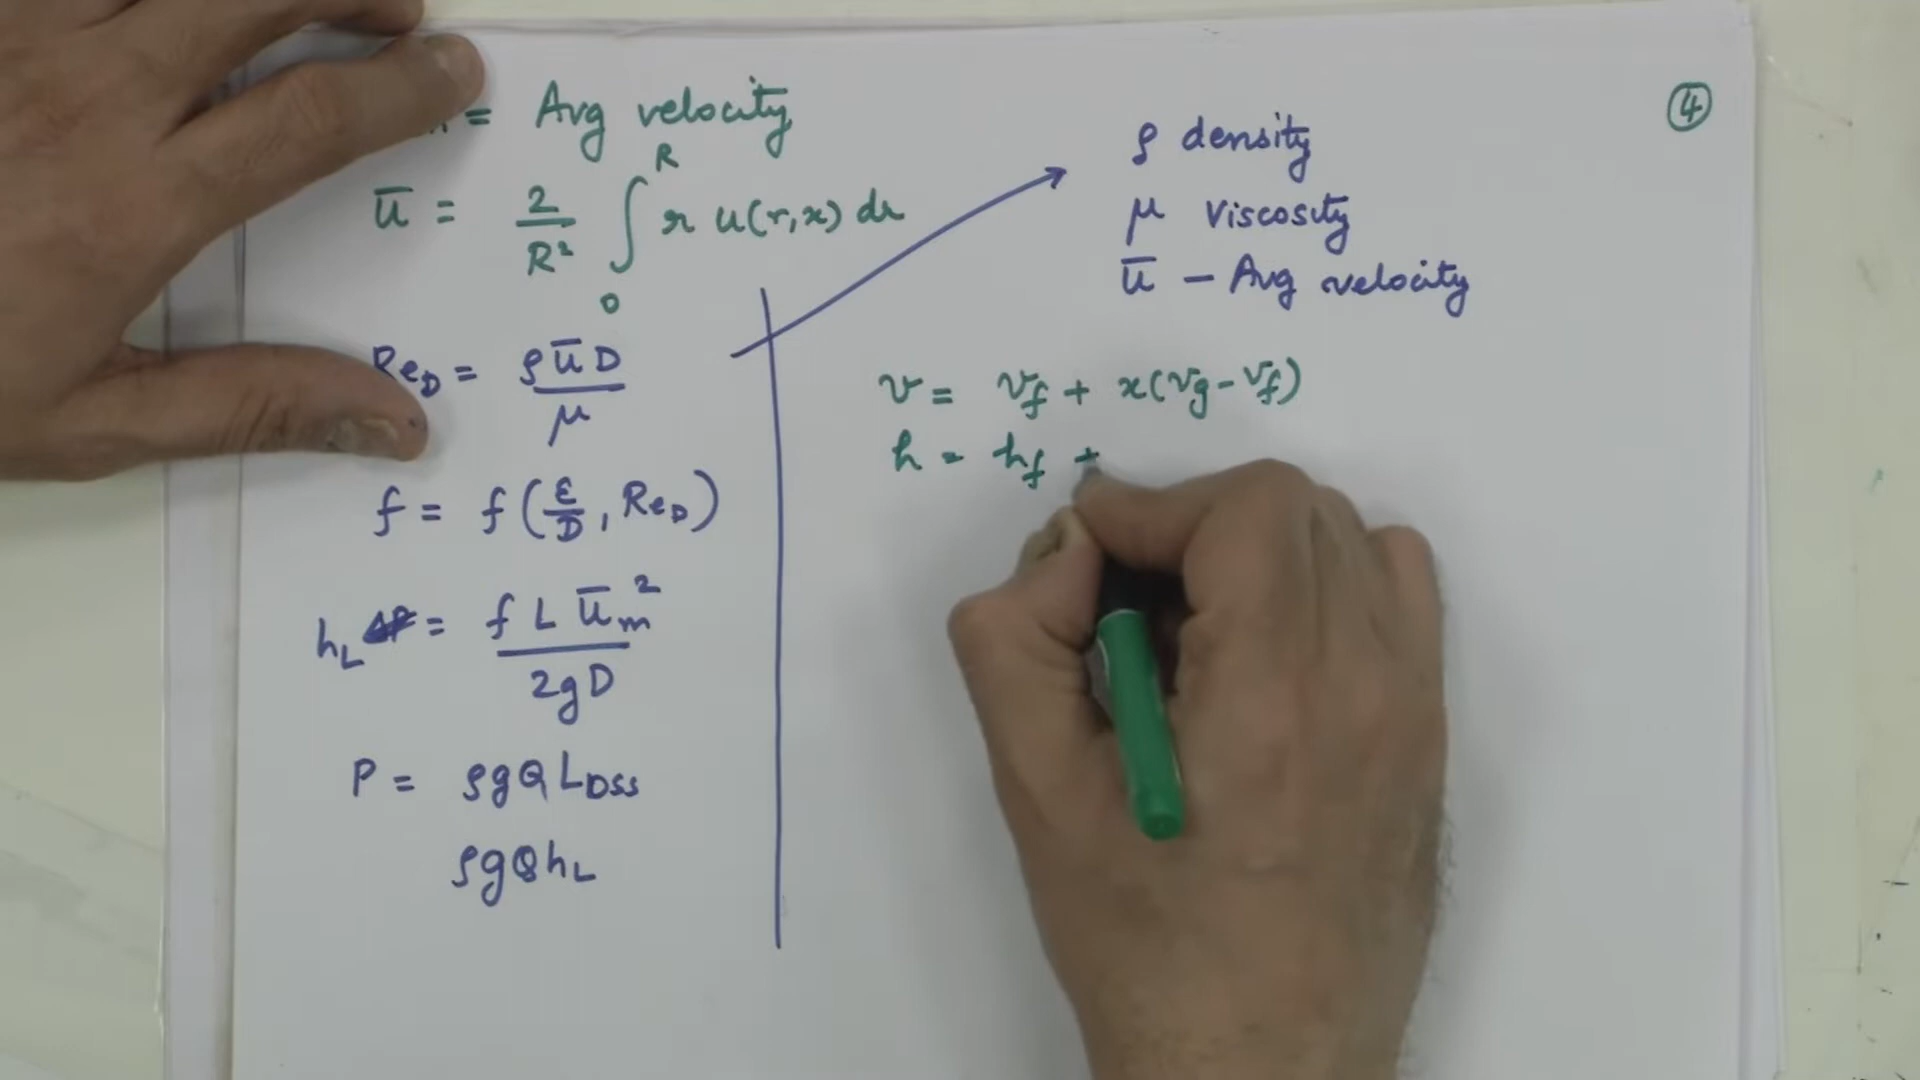 = Avg velocity
ū = 2/R² ∫₀ᴿ r u(r,x) dr
Re_D = ρūD/μ
f = f(ε/D, Re_D)
h_L = f L ū_m²/2gD
P = ρgQ Loss
ρgQh_L
④
ρ density
μ viscosity
ū - Avg velocity
v = v_f + x(v_g - v_f)
h = h_f +